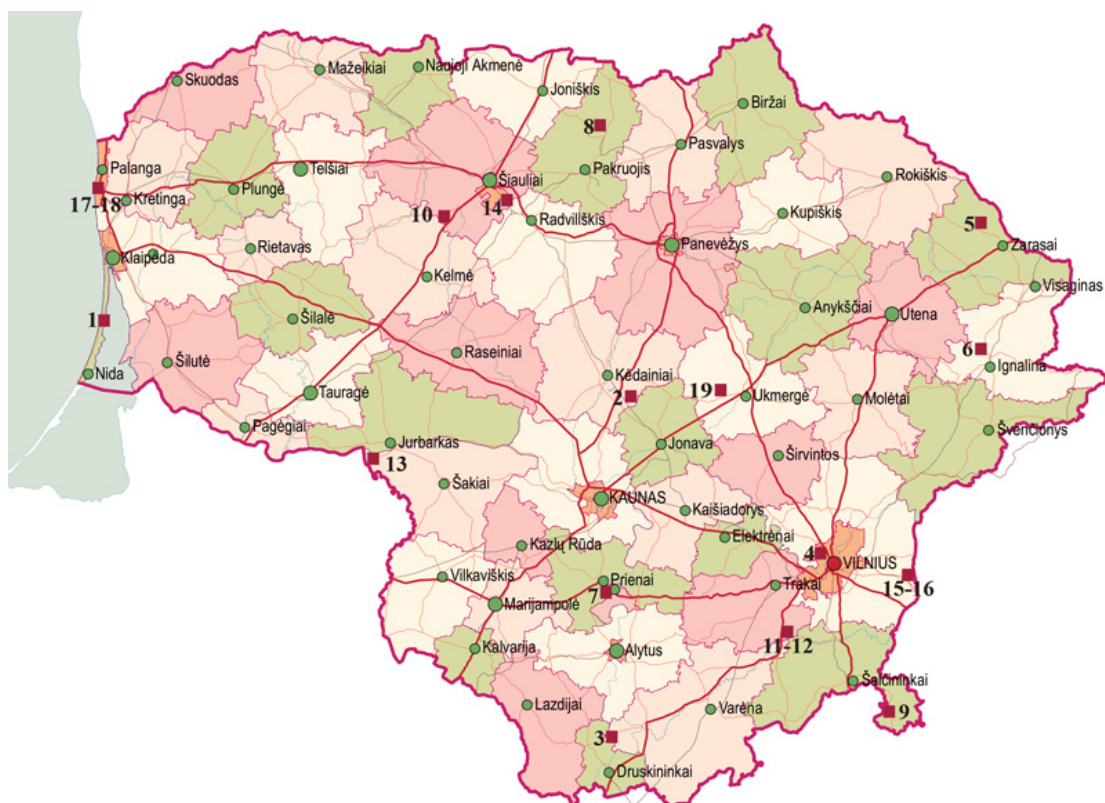 Skuodas
Mažeikiai
Naujoji Akmenė
Joniškis
Biržai
8
Pasvalys
Palanga
Telšiai
Plungė
Šiauliai
Pakruojis
Rokiškis
17-18
Kretinga
10
14
Radviliškis
Kupiškis
5
Rietavas
Panevėžys
Zarasai
Klaipėda
Kelmė
Visaginas
1
Šilalė
Anykščiai
Utena
Šilutė
Raseiniai
6
Nida
Kėdainiai
Ignalina
Tauragė
2
19
Ukmergė
Molėtai
Pagėgiai
Jurbarkas
Jonava
Švenčionys
13
Širvintos
Šakiai
KAUNAS
Kaišiadorys
Elektrėnai
Kazlų Rūda
4
VILNIUS
Vilkaviškis
Prienai
Trakai
15-16
7
Marijampolė
11-12
Kalvarija
Alytus
Šalčininkai
Lazdijai
Varėna
9
3
Druskininkai